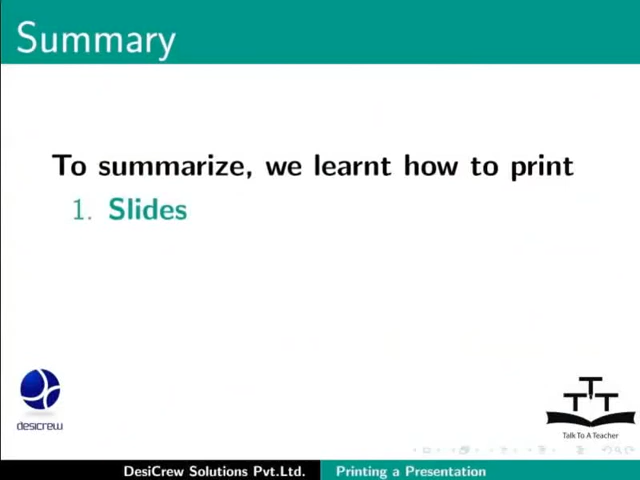 Summary
To summarize, we learnt how to print
1. Slides
desicrew
TTT
Talk To A Teacher
DesiCrew Solutions Pvt.Ltd.
Printing a Presentation